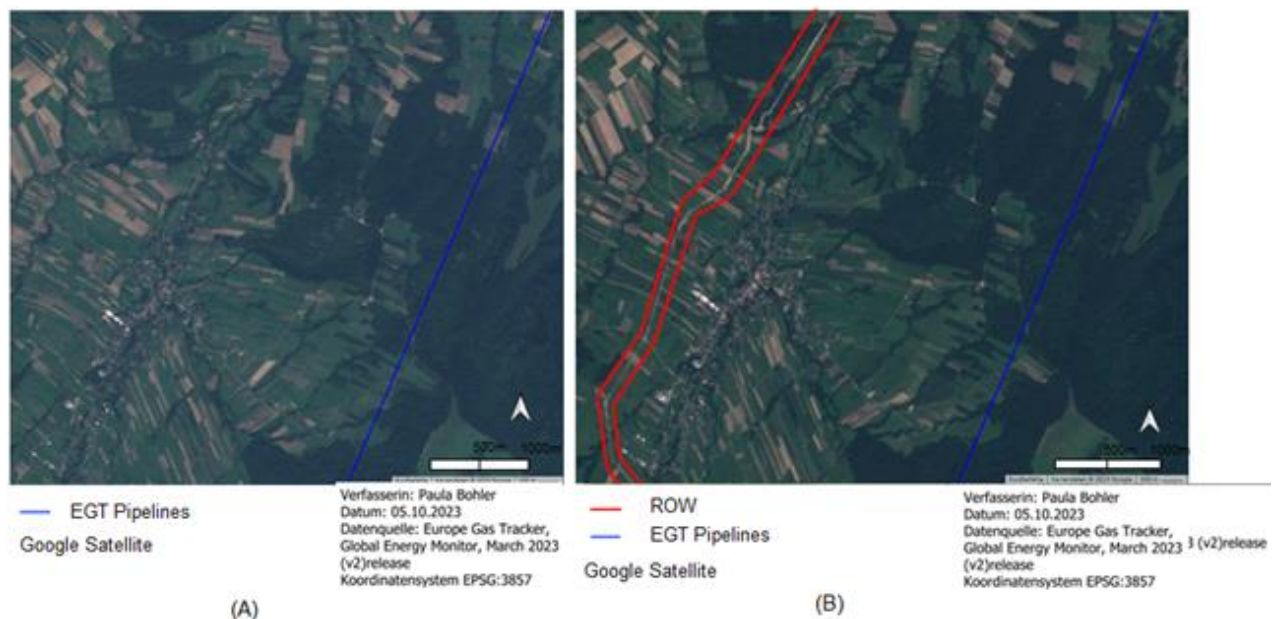 500m 1000m
EGT Pipelines
Google Satellite
Verfasserin: Paula Bohler
Datum: 05.10.2023
Datenquelle: Europe Gas Tracker,
Global Energy Monitor, March 2023
(v2)release
Koordinatensystem EPSG:3857
(A)
ROW
EGT Pipelines
Google Satellite
Verfasserin: Paula Bohler
Datum: 05.10.2023
Datenquelle: Europe Gas Tracker,
Global Energy Monitor, March 2023 3 (v2)release
(v2)release
Koordinatensystem EPSG:3857
(B)